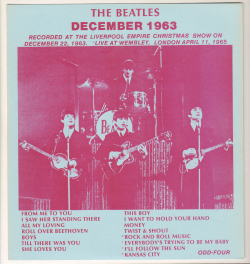 THE BEATLES
DECEMBER 1963
RECORDED AT THE LIVERPOOL EMPIRE CHRISTMAS SHOW ON
DECEMBER 22, 1963. *LIVE AT WEMBLEY, LONDON APRIL 11, 1965
FROM ME TO YOU
I SAW HER STANDING THERE
ALL MY LOVING
ROLL OVER BEETHOVEN
BOYS
TILL THERE WAS YOU
SHE LOVES YOU
THIS BOY
I WANT TO HOLD YOUR HAND
MONEY
TWIST & SHOUT
*ROCK AND ROLL MUSIC
*EVERYBODY'S TRYING TO BE MY BABY
*I'LL FOLLOW THE SUN
*KANSAS CITY
ODD-FOUR